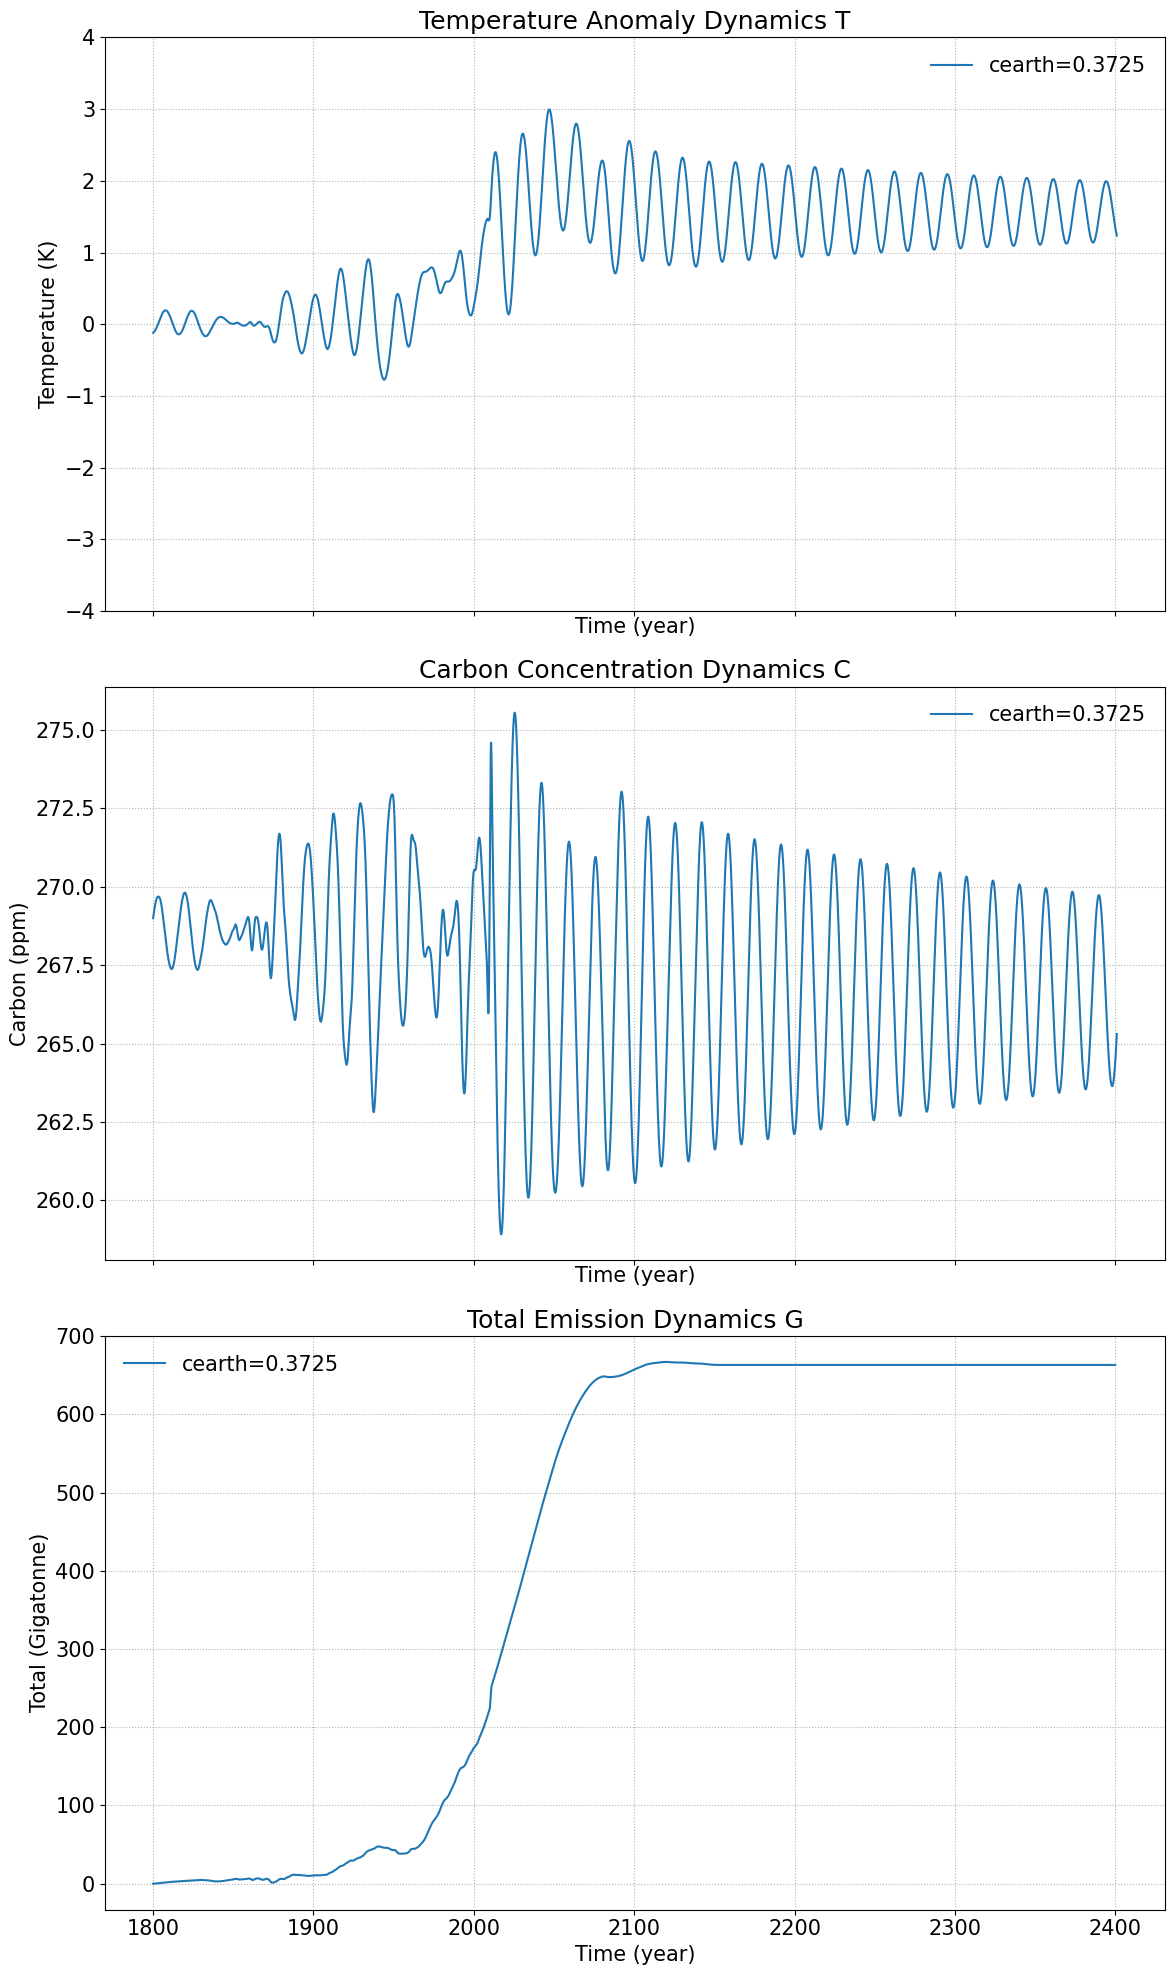 Temperature Anomaly Dynamics T
4
3
2
1
0
−1
−2
−3
−4
Temperature (K)
cearth=0.3725
Time (year)
Carbon Concentration Dynamics C
275.0
272.5
270.0
267.5
265.0
262.5
260.0
Carbon (ppm)
cearth=0.3725
Time (year)
Total Emission Dynamics G
700
600
500
400
300
200
100
0
Total (Gigatonne)
cearth=0.3725
1800 1900 2000 2100 2200 2300 2400
Time (year)